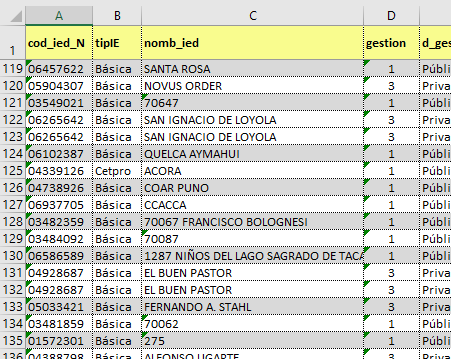 A B C D
1 cod_ied_N tipIE nomb_ied gestion d_ges
119 06457622 Básica SANTA ROSA 1 Públi
120 05904307 Básica NOVUS ORDER 3 Priva
121 03549021 Básica 70647 1 Públi
122 06265642 Básica SAN IGNACIO DE LOYOLA 3 Priva
123 06265642 Básica SAN IGNACIO DE LOYOLA 3 Priva
124 06102387 Básica QUELCA AYMAHUI 1 Públi
125 04339126 Cetpro ACORA 1 Públi
126 04738926 Básica COAR PUNO 1 Públi
127 06937705 Básica CCACCA 1 Públi
128 03482359 Básica 70067 FRANCISCO BOLOGNESI 1 Públi
129 03484092 Básica 70087 1 Públi
130 06586589 Básica 1287 NIÑOS DEL LAGO SAGRADO DE TACA 1 Públi
131 04928687 Básica EL BUEN PASTOR 3 Priva
132 04928687 Básica EL BUEN PASTOR 3 Priva
133 05033421 Básica FERNANDO A. STAHL 3 Priva
134 03481859 Básica 70062 1 Públi
135 01572301 Básica 275 1 Públi
136 04388798 Básica ALFONSO UGARTE 3 Priva